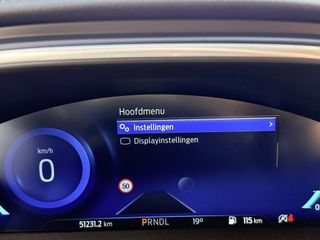 Hoofdmenu
Instellingen
Displayinstellingen
km/h
0
50
51231.2 km PRNDL 19° 115 km